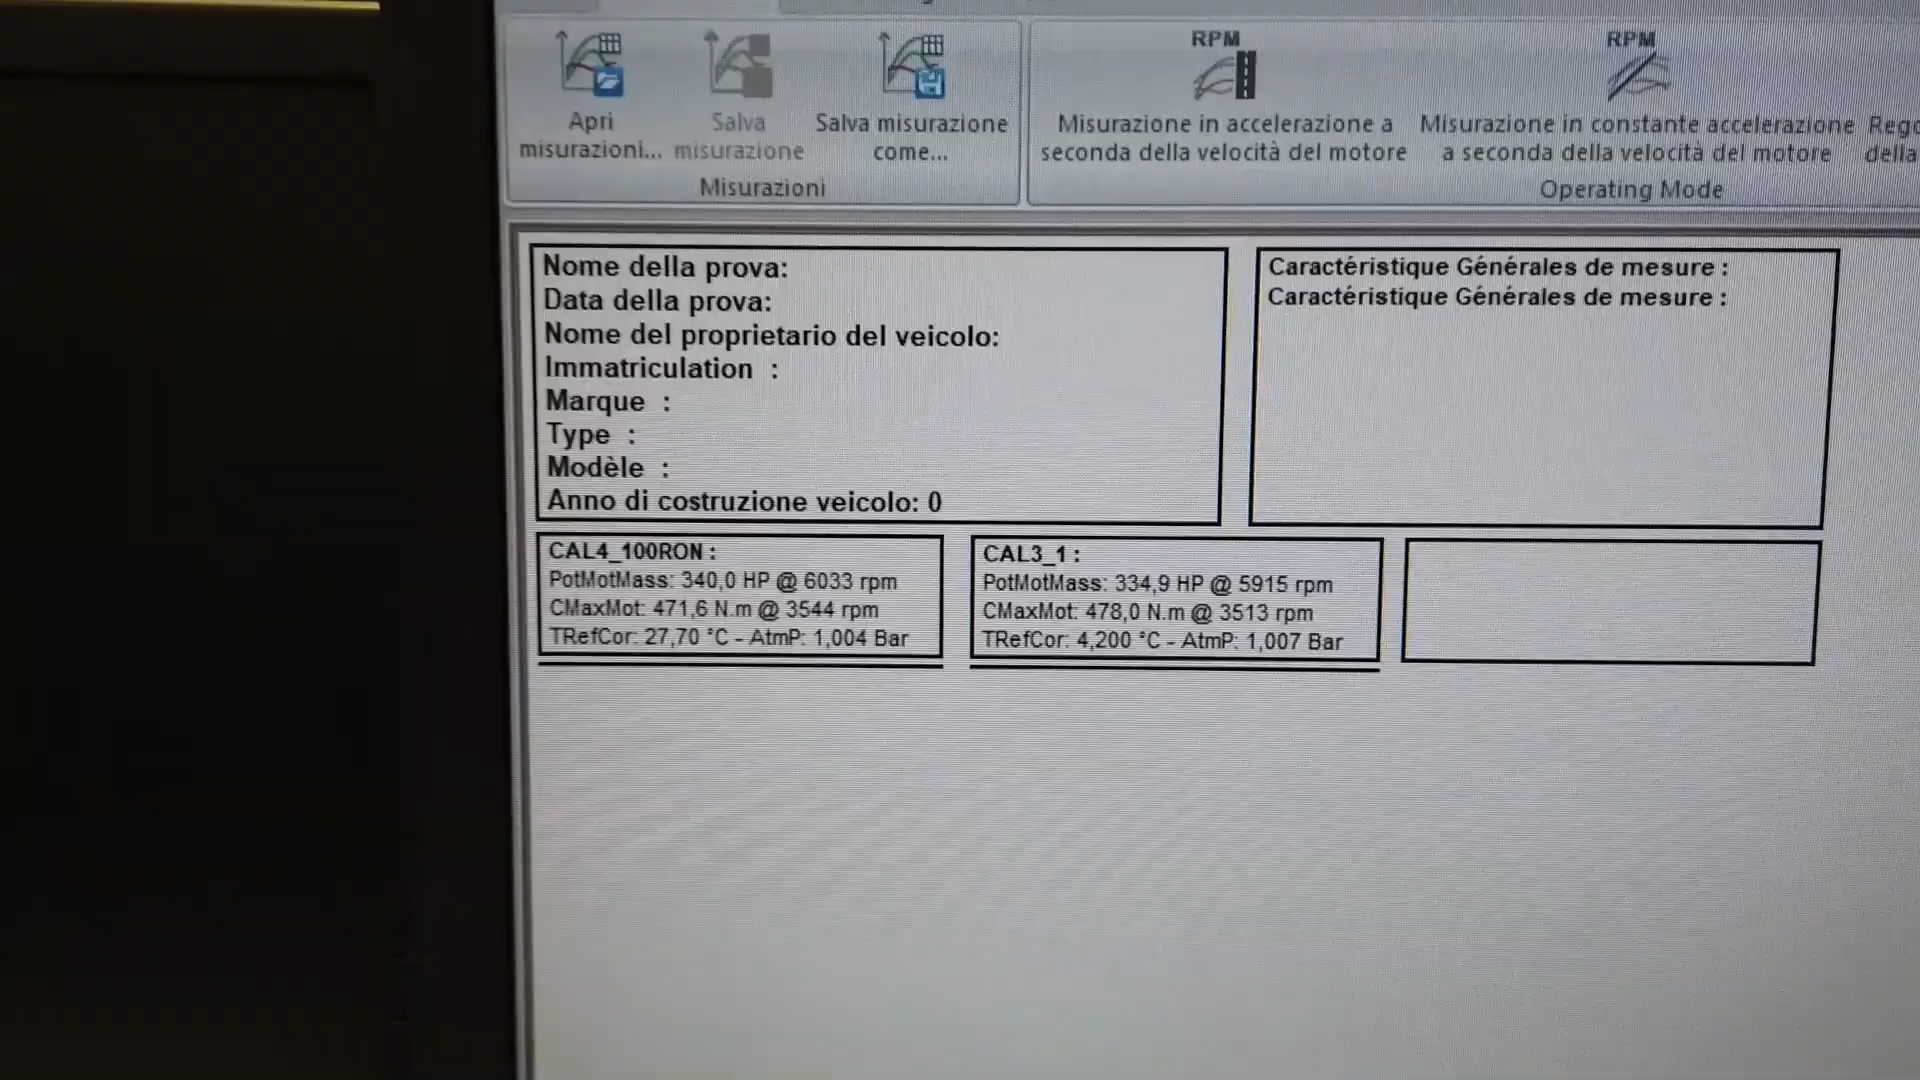 RPM
RPM
Apri
misurazioni...
Salva
misurazione
Salva misurazione
come...
Misurazioni
Misurazione in accelerazione a
seconda della velocità del motore
Misurazione in constante accelerazione
a seconda della velocità del motore
della
Operating Mode
Nome della prova:
Data della prova:
Nome del proprietario del veicolo:
Immatriculation :
Marque :
Type :
Modèle :
Anno di costruzione veicolo: 0
Caractéristique Générales de mesure :
Caractéristique Générales de mesure :
CAL4_100RON :
PotMotMass: 340,0 HP @ 6033 rpm
CMaxMot: 471,6 N.m @ 3544 rpm
TRefCor: 27,70 °C - AtmP: 1,004 Bar
CAL3_1 :
PotMotMass: 334,9 HP @ 5915 rpm
CMaxMot: 478,0 N.m @ 3513 rpm
TRefCor: 4,200 °C - AtmP: 1,007 Bar